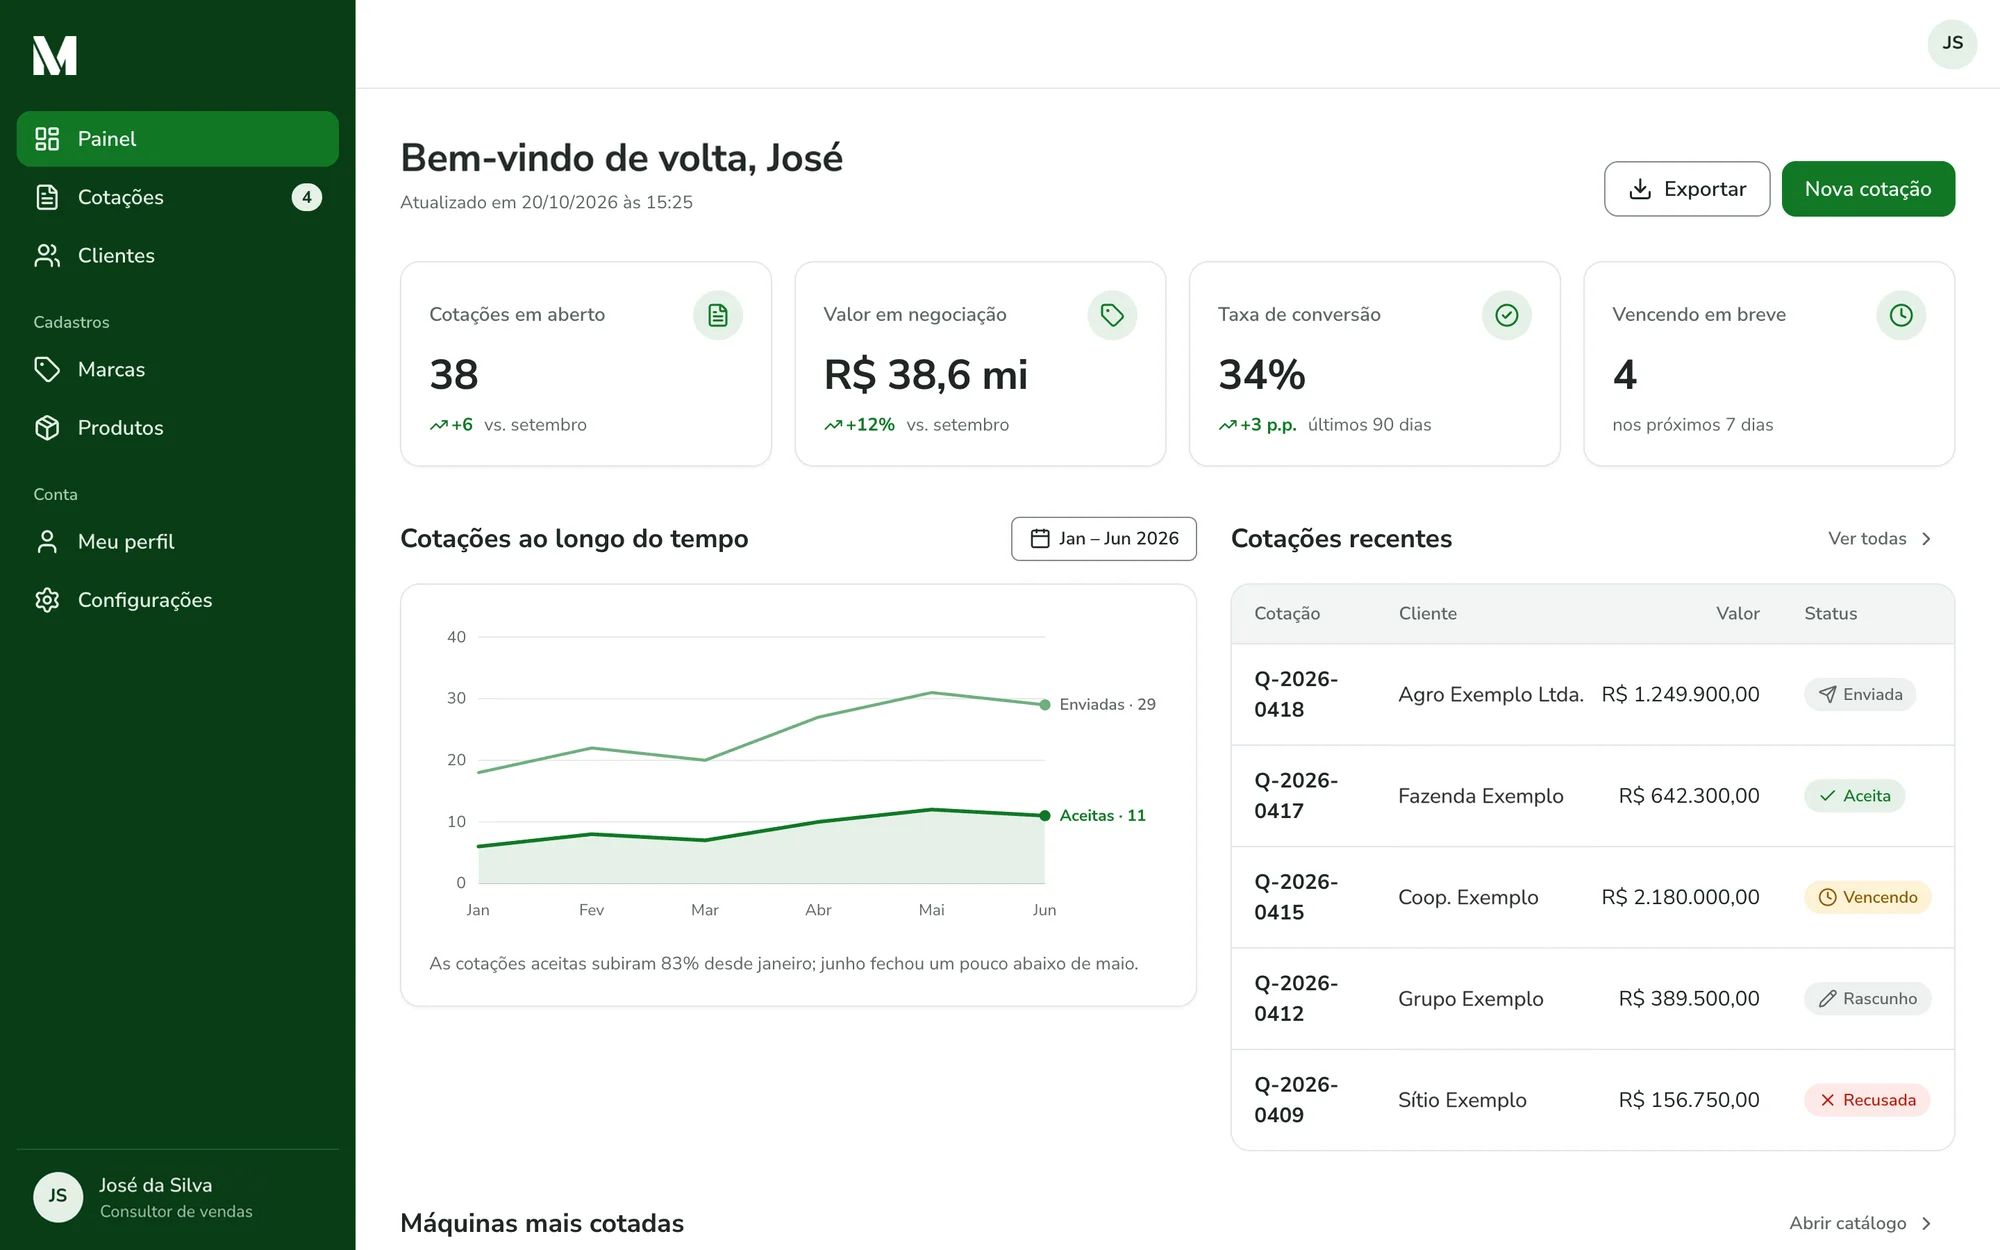 M
Painel
Cotações
4
Clientes
Cadastros
Marcas
Produtos
Conta
Meu perfil
Configurações
JS
José da Silva
Consultor de vendas
JS
Bem-vindo de volta, José
Atualizado em 20/10/2026 às 15:25
Exportar
Nova cotação
Cotações em aberto
38
+6 vs. setembro
Valor em negociação
R$ 38,6 mi
+12% vs. setembro
Taxa de conversão
34%
+3 p.p. últimos 90 dias
Vencendo em breve
4
nos próximos 7 dias
Cotações ao longo do tempo
Jan – Jun 2026
40
30
20
10
0
Enviadas · 29
Aceitas · 11
Jan Fev Mar Abr Mai Jun
As cotações aceitas subiram 83% desde janeiro; junho fechou um pouco abaixo de maio.
Cotações recentes
Ver todas
Cotação Cliente Valor Status
Q-2026-
0418
Agro Exemplo Ltda. R$ 1.249.900,00 Enviada
Q-2026-
0417
Fazenda Exemplo R$ 642.300,00 Aceita
Q-2026-
0415
Coop. Exemplo R$ 2.180.000,00 Vencendo
Q-2026-
0412
Grupo Exemplo R$ 389.500,00 Rascunho
Q-2026-
0409
Sítio Exemplo R$ 156.750,00 Recusada
Máquinas mais cotadas
Abrir catálogo